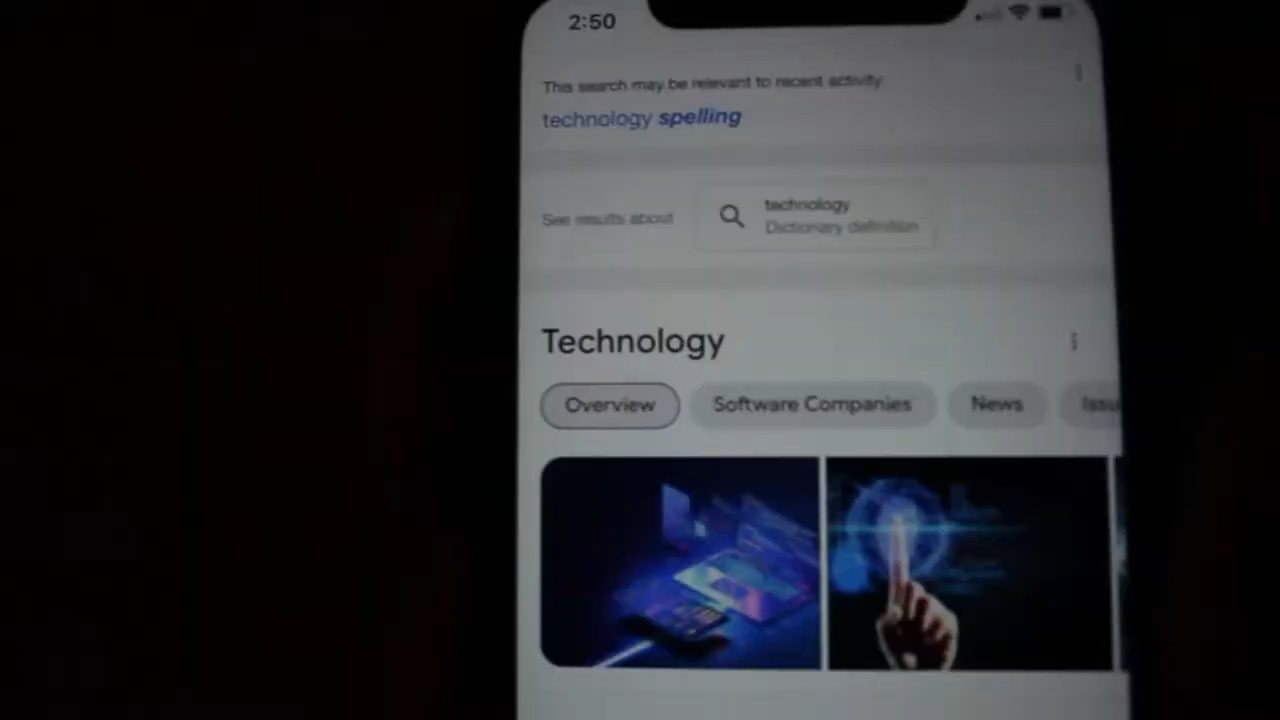 2:50
This search may be relevant to recent activity
technology spelling
See results about
technology
Dictionary definition
Technology
Overview
Software Companies
News
Issu